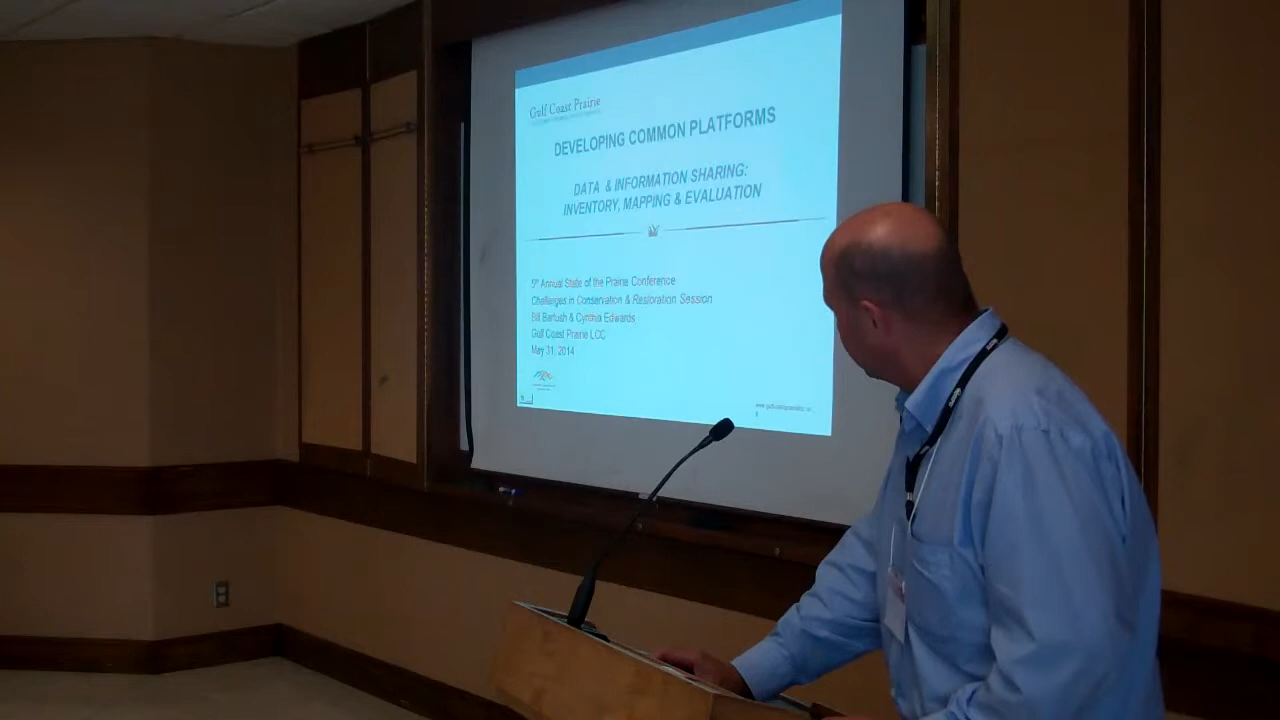 Gulf Coast Prairie
DEVELOPING COMMON PLATFORMS
DATA & INFORMATION SHARING:
INVENTORY, MAPPING & EVALUATION
5th Annual State of the Prairie Conference
Challenges in Conservation & Restoration Session
Bill Bartush & Cynthia Edwards
Gulf Coast Prairie LCC
May 31, 2014